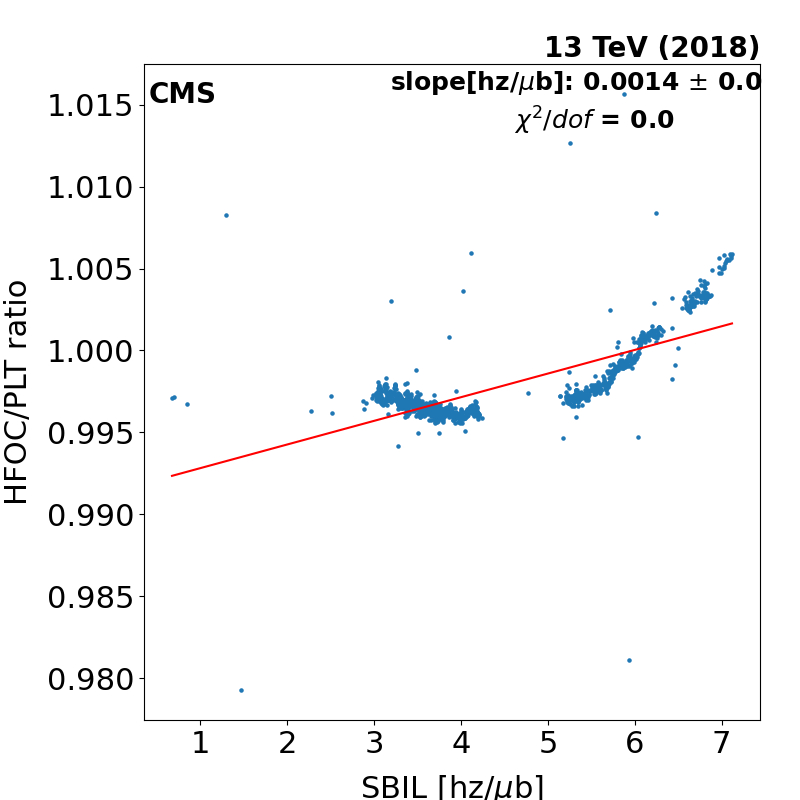 13 TeV (2018)
CMS
slope[hz/μb]: 0.0014 ± 0.0
χ²/dof = 0.0
1.015
1.010
1.005
1.000
0.995
0.990
0.985
0.980
HFOC/PLT ratio
1 2 3 4 5 6 7
SBIL [hz/μb]